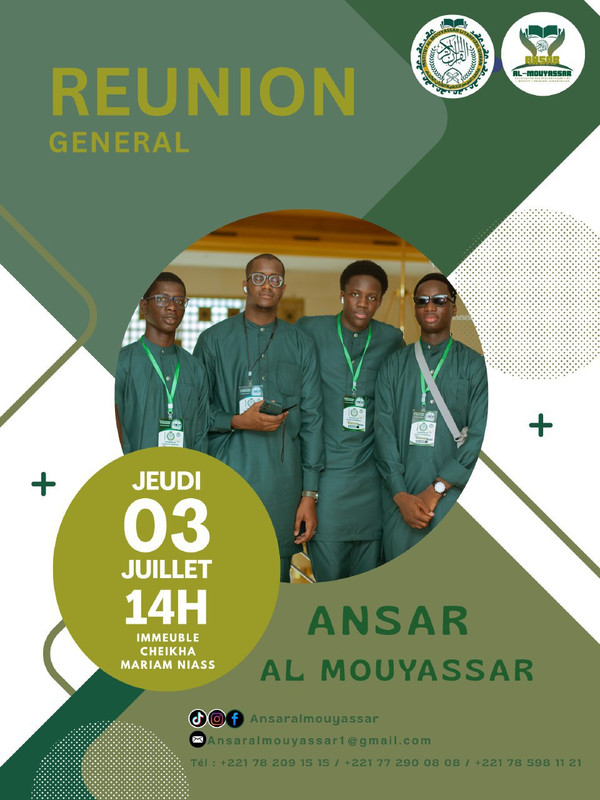 REUNION
GENERAL
ANSAR
AL-MOUYASSAR
JEUDI
03
JUILLET
14H
IMMEUBLE
CHEIKHA
MARIAM NIASS
ANSAR
AL MOUYASSAR
Ansaralmouyassar
Ansaralmouyassar1@gmail.com
Tél : +221 78 209 15 15 / +221 77 290 08 08 / +221 78 598 11 21